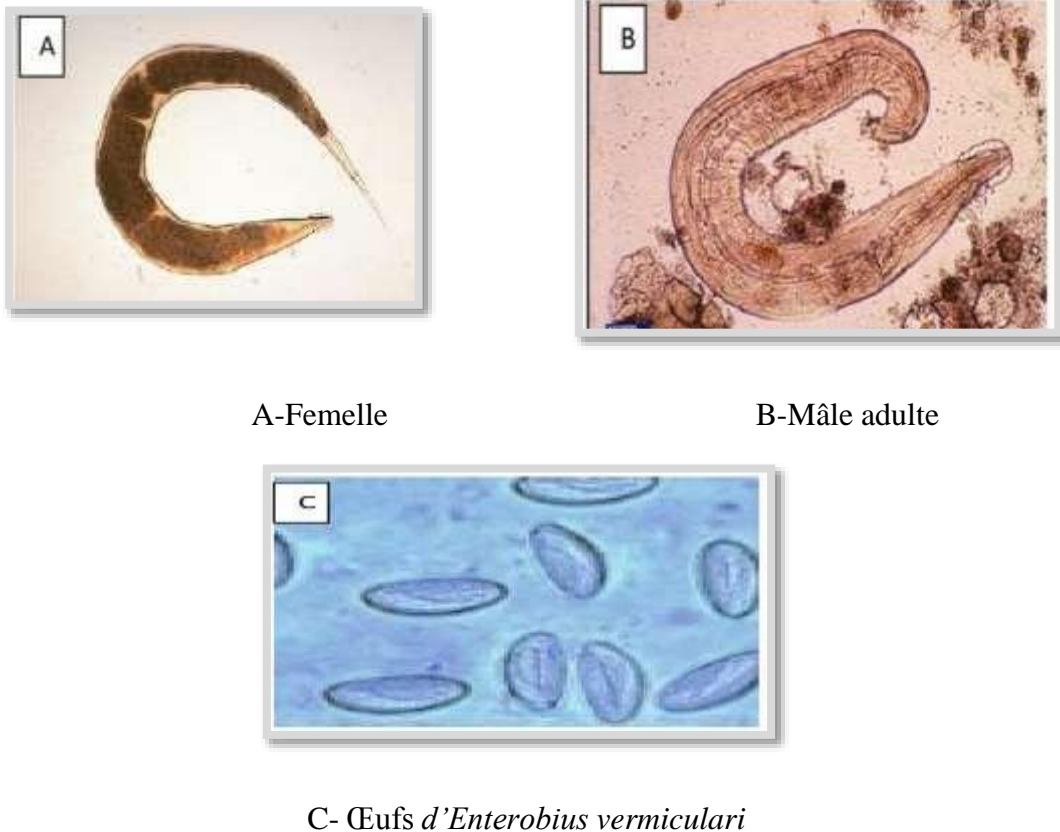 A
B
A-Femelle
B-Mâle adulte
C
C- Œufs d’Enterobius vermiculari